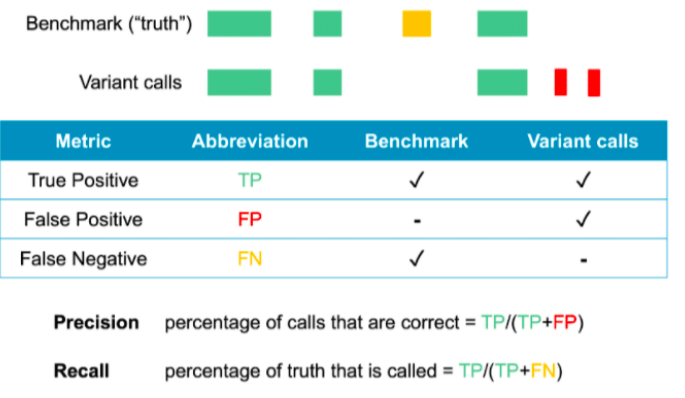 Benchmark (“truth”)
Variant calls
Metric Abbreviation Benchmark Variant calls
True Positive TP ✓ ✓
False Positive FP - ✓
False Negative FN ✓ -
Precision percentage of calls that are correct = TP/(TP+FP)
Recall percentage of truth that is called = TP/(TP+FN)